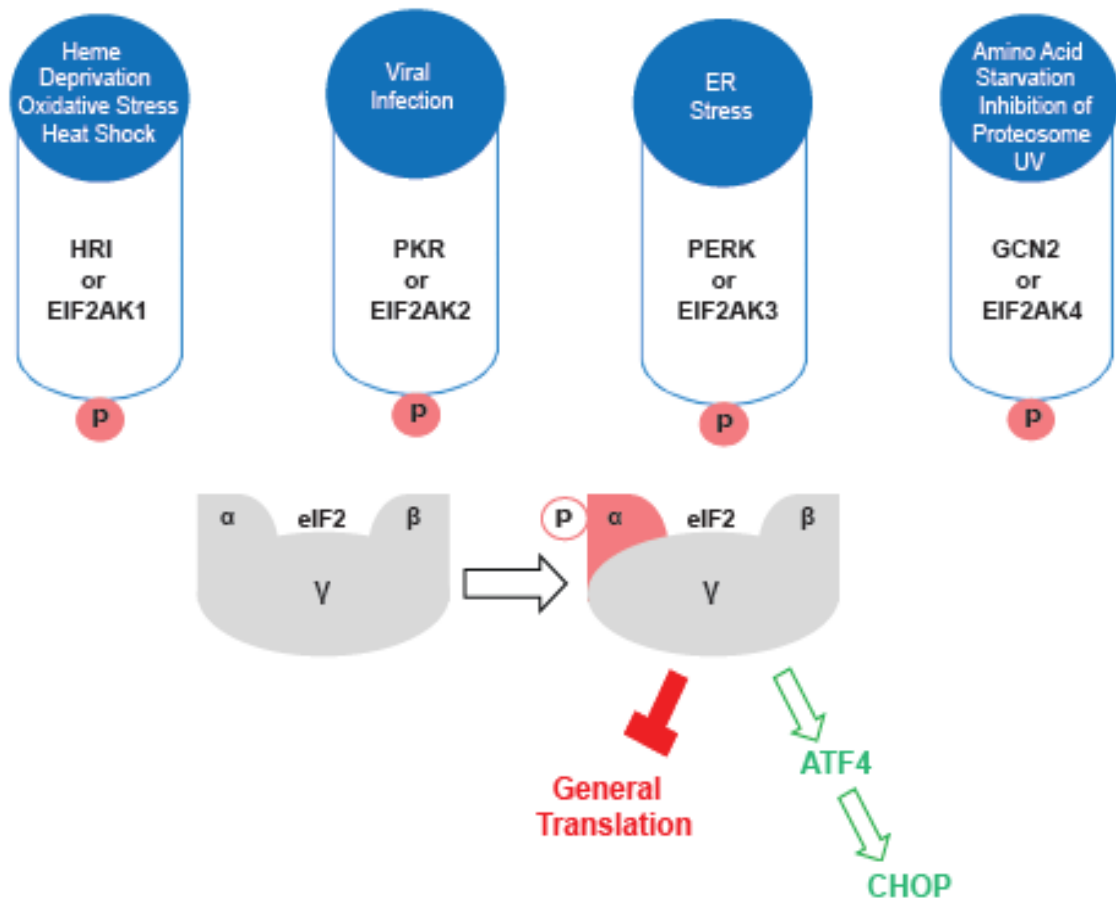 Heme
Deprivation
Oxidative Stress
Heat Shock
Viral
Infection
ER
Stress
Amino Acid
Starvation
Inhibition of
Proteosome
UV
HRI
or
EIF2AK1
PKR
or
EIF2AK2
PERK
or
EIF2AK3
GCN2
or
EIF2AK4
P
P
P
P
α eIF2 β
γ
P α eIF2 β
γ
General
Translation
ATF4
CHOP